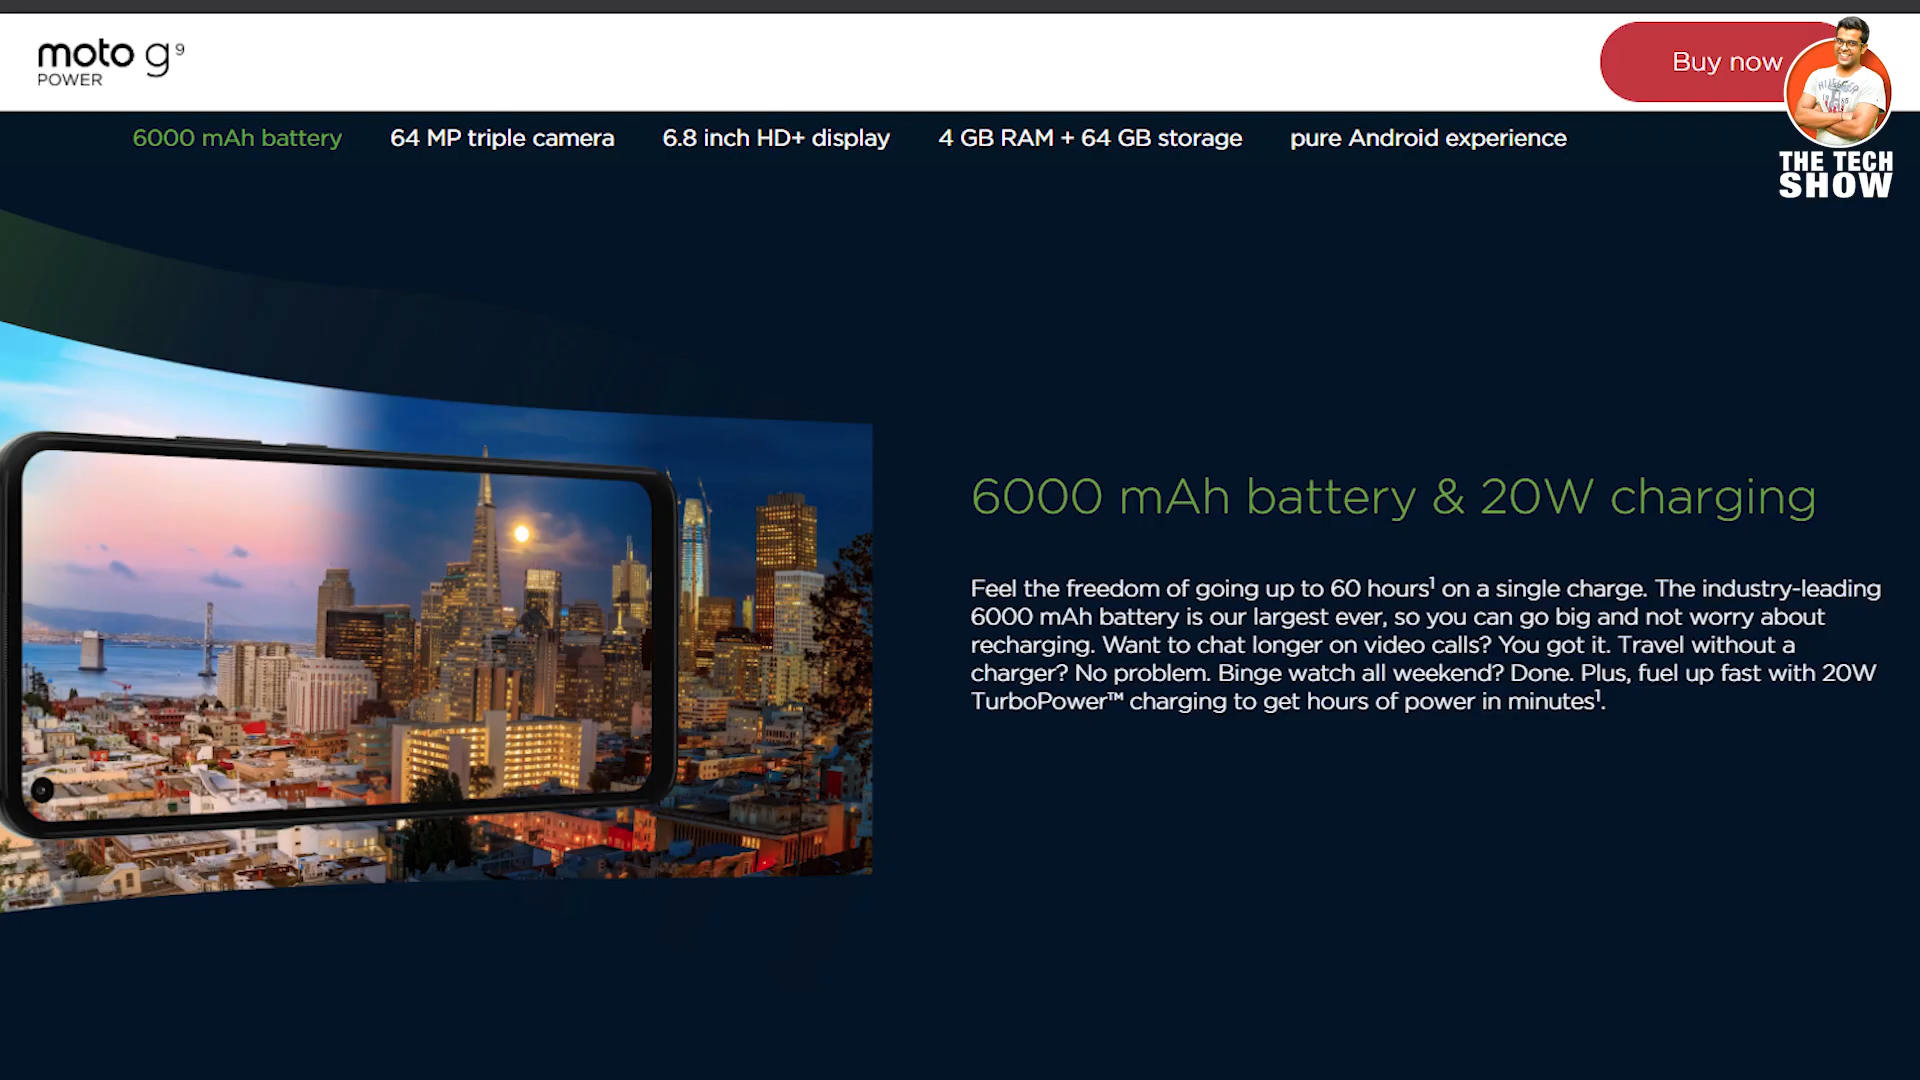 moto g⁹
POWER
Buy now
6000 mAh battery
64 MP triple camera
6.8 inch HD+ display
4 GB RAM + 64 GB storage
pure Android experience
THE TECH
SHOW
6000 mAh battery & 20W charging
Feel the freedom of going up to 60 hours¹ on a single charge. The industry-leading
6000 mAh battery is our largest ever, so you can go big and not worry about
recharging. Want to chat longer on video calls? You got it. Travel without a
charger? No problem. Binge watch all weekend? Done. Plus, fuel up fast with 20W
TurboPower™ charging to get hours of power in minutes¹.